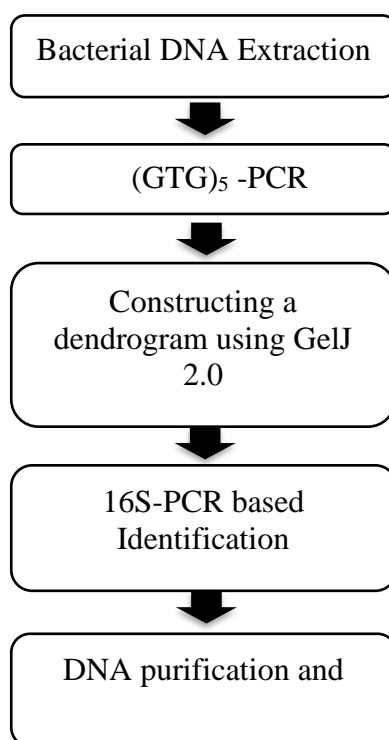 Bacterial DNA Extraction
(GTG)₅ -PCR
Constructing a
dendrogram using GelJ
2.0
16S-PCR based
Identification
DNA purification and